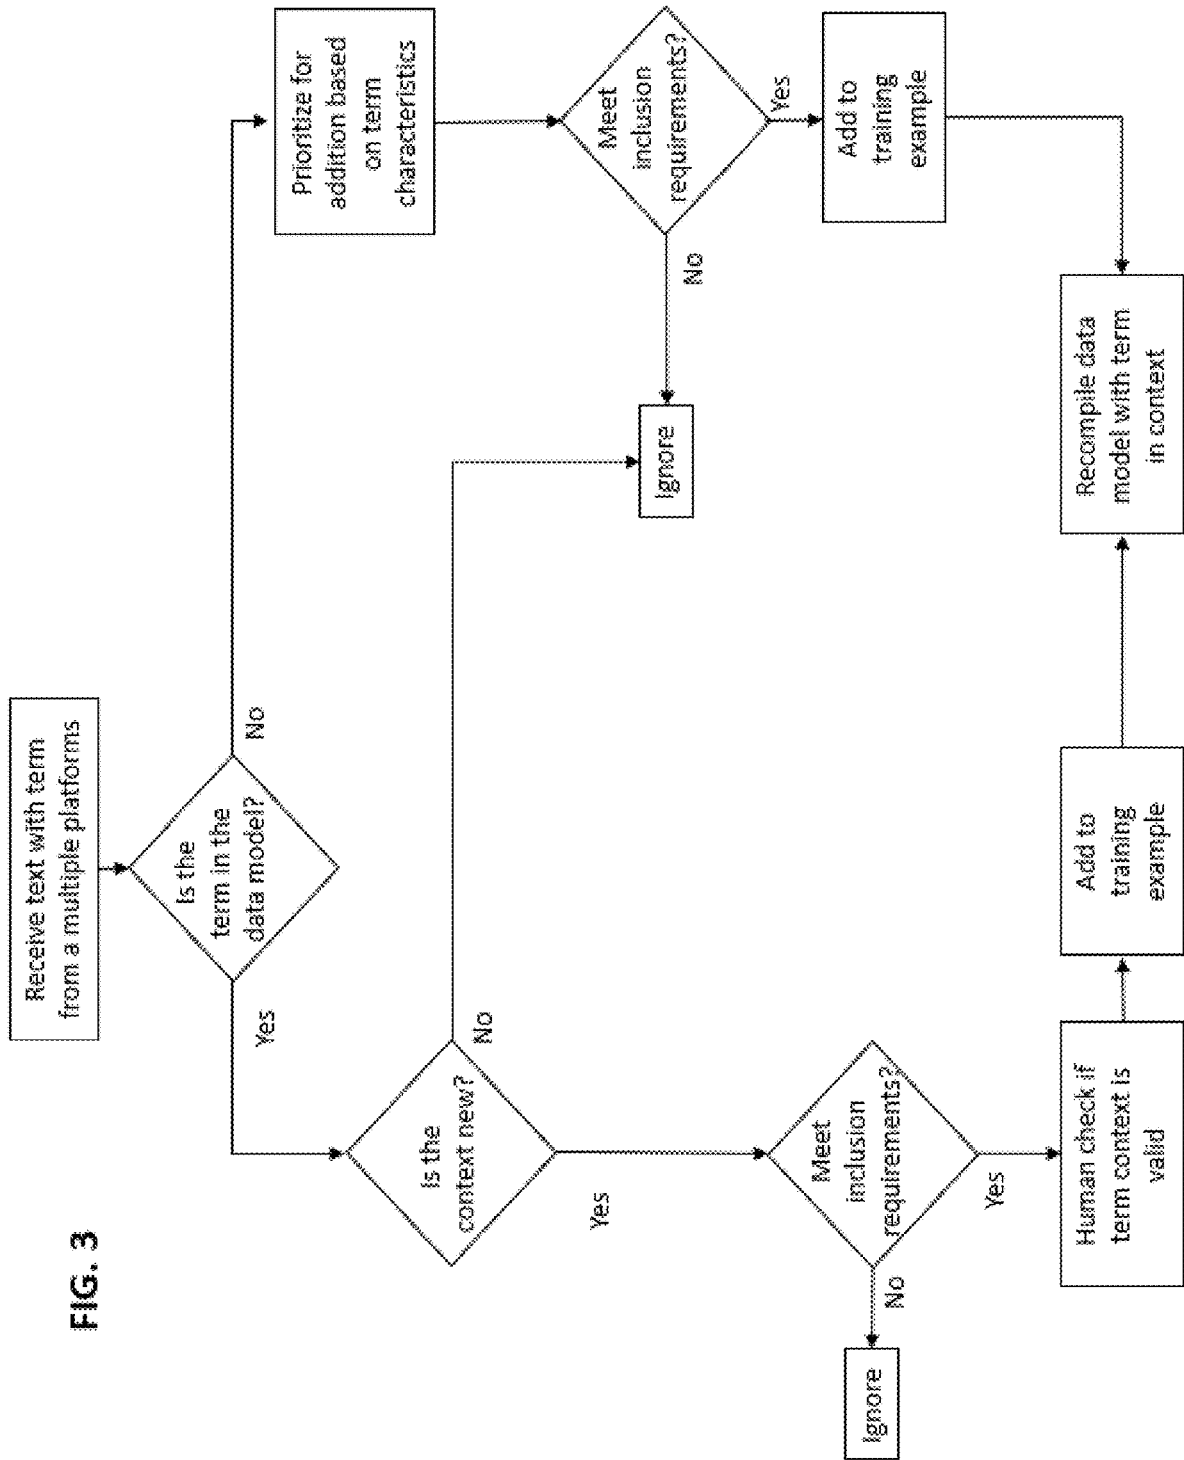 FIG. 3
Receive text with term
from a multiple platforms
Is the
term in the
data model?
Yes
No
Is the
context new?
No
Yes
Prioritize for
addition based
on term
characteristics
Meet
inclusion
requirements?
No
Yes
Ignore
Add to
training
example
Meet
inclusion
requirements?
No
Yes
Ignore
Human check if
term context is
valid
Add to
training
example
Recompile data
model with term
in context